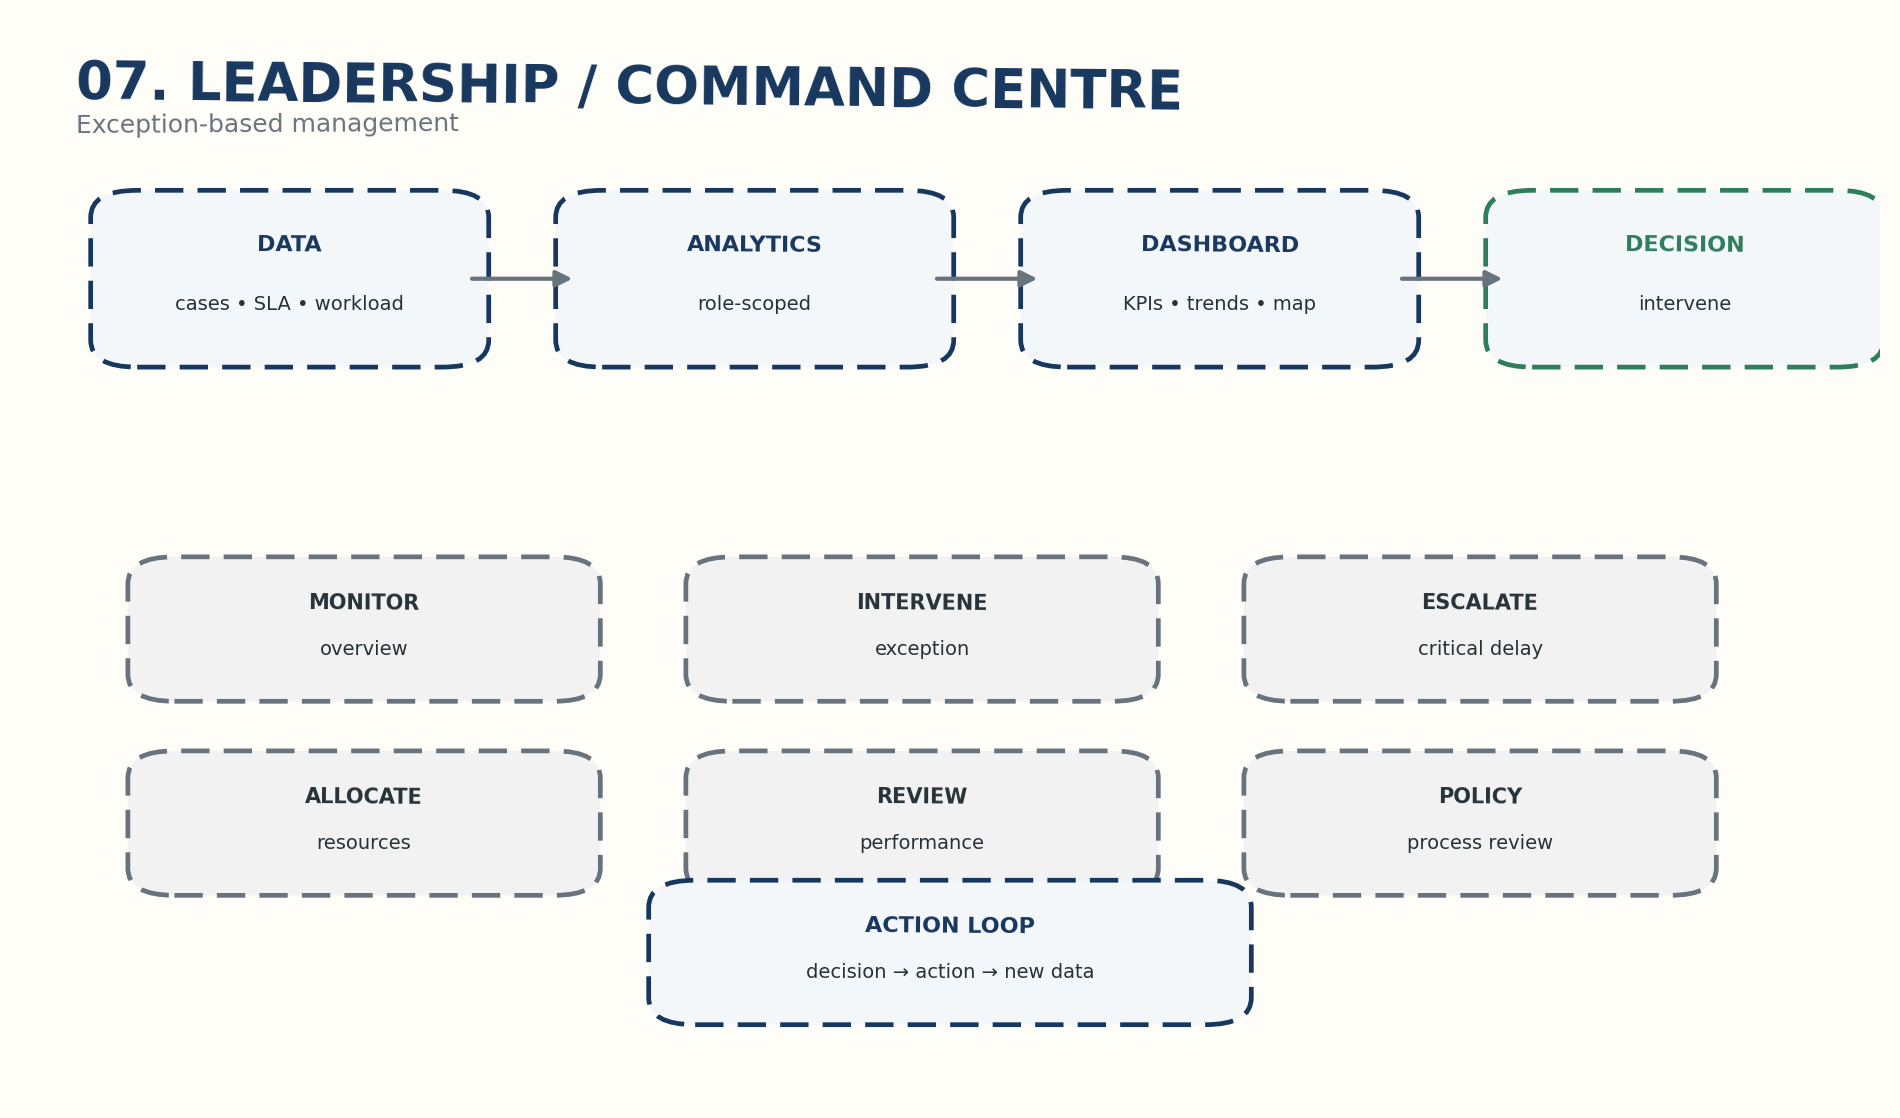 07. LEADERSHIP / COMMAND CENTRE
Exception-based management
DATA
cases • SLA • workload
ANALYTICS
role-scoped
DASHBOARD
KPIs • trends • map
DECISION
intervene
MONITOR
overview
INTERVENE
exception
ESCALATE
critical delay
ALLOCATE
resources
REVIEW
performance
POLICY
process review
ACTION LOOP
decision → action → new data